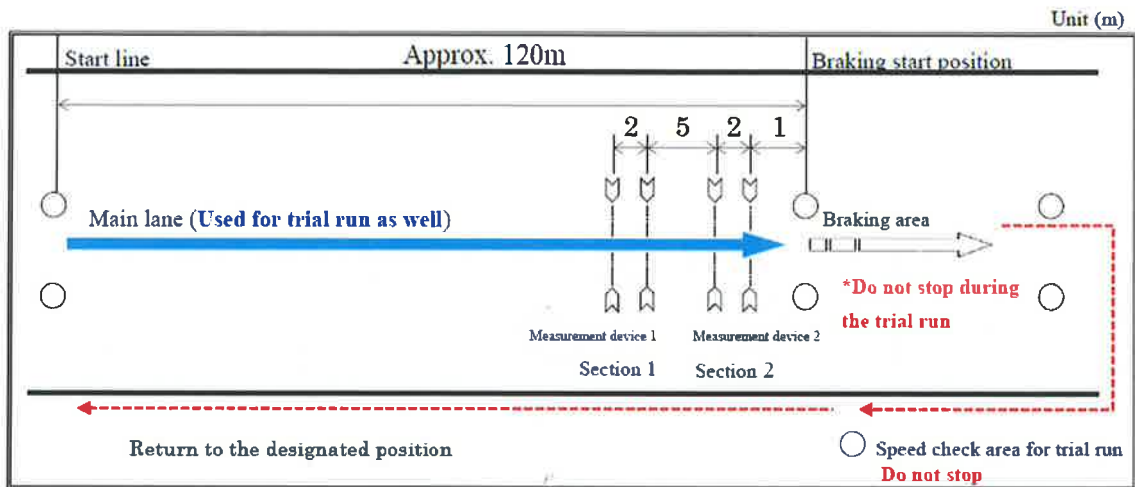 Unit (m)
Start line
Approx. 120m
Braking start position
2 5 2 1
Main lane (Used for trial run as well)
Braking area
*Do not stop during
the trial run
Measurement device 1
Measurement device 2
Section 1
Section 2
Return to the designated position
Speed check area for trial run
Do not stop